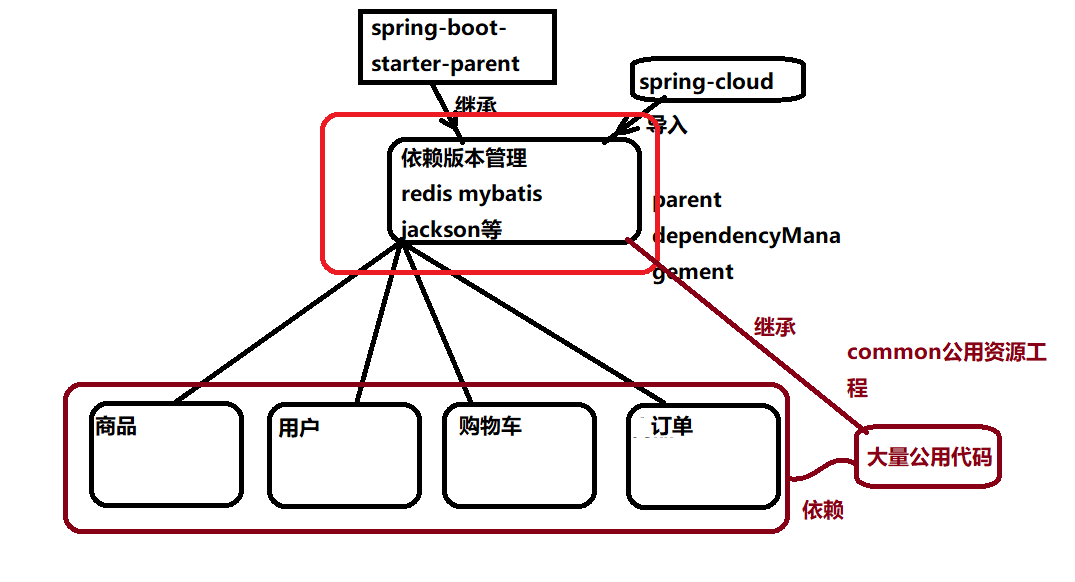 spring-boot-
starter-parent
spring-cloud
继承
导入
依赖版本管理
redis mybatis
jackson等
parent
dependencyMana
gement
继承
common公用资源工
程
商品
用户
购物车
订单
大量公用代码
依赖